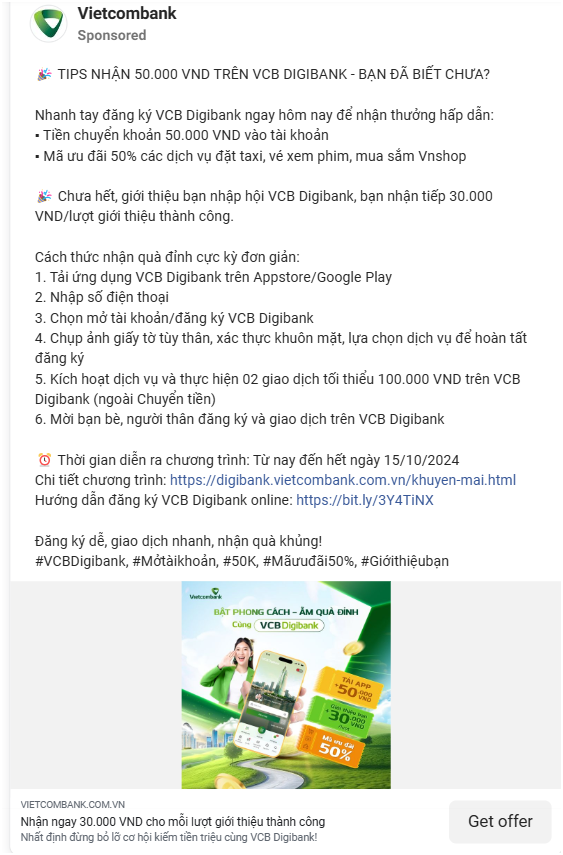 Vietcombank
Sponsored
🎉 TIPS NHẬN 50.000 VND TRÊN VCB DIGIBANK - BẠN ĐÃ BIẾT CHƯA?
Nhanh tay đăng ký VCB Digibank ngay hôm nay để nhận thưởng hấp dẫn:
▪ Tiền chuyển khoản 50.000 VND vào tài khoản
▪ Mã ưu đãi 50% các dịch vụ đặt taxi, vé xem phim, mua sắm Vnshop
🎉 Chưa hết, giới thiệu bạn nhập hội VCB Digibank, bạn nhận tiếp 30.000
VND/lượt giới thiệu thành công.
Cách thức nhận quà đỉnh cực kỳ đơn giản:
1. Tải ứng dụng VCB Digibank trên Appstore/Google Play
2. Nhập số điện thoại
3. Chọn mở tài khoản/đăng ký VCB Digibank
4. Chụp ảnh giấy tờ tùy thân, xác thực khuôn mặt, lựa chọn dịch vụ để hoàn tất
đăng ký
5. Kích hoạt dịch vụ và thực hiện 02 giao dịch tối thiểu 100.000 VND trên VCB
Digibank (ngoài Chuyển tiền)
6. Mời bạn bè, người thân đăng ký và giao dịch trên VCB Digibank
⏰ Thời gian diễn ra chương trình: Từ nay đến hết ngày 15/10/2024
Chi tiết chương trình: https://digibank.vietcombank.com.vn/khuyen-mai.html
Hướng dẫn đăng ký VCB Digibank online: https://bit.ly/3Y4TiNX
Đăng ký dễ, giao dịch nhanh, nhận quà khủng!
#VCBDigibank, #Mởtàikhoản, #50K, #Mãưuđãi50%, #Giớithiệubạn
Vietcombank
BẬT PHONG CÁCH – ẴM QUÀ ĐỈNH
Cùng VCB Digibank
TẢI APP
+50.000
VND
Giới thiệu bạn
+30.000
VND
Mã ưu đãi
50%
VIETCOMBANK.COM.VN
Nhận ngay 30.000 VND cho mỗi lượt giới thiệu thành công
Nhất định đừng bỏ lỡ cơ hội kiếm tiền triệu cùng VCB Digibank!
Get offer